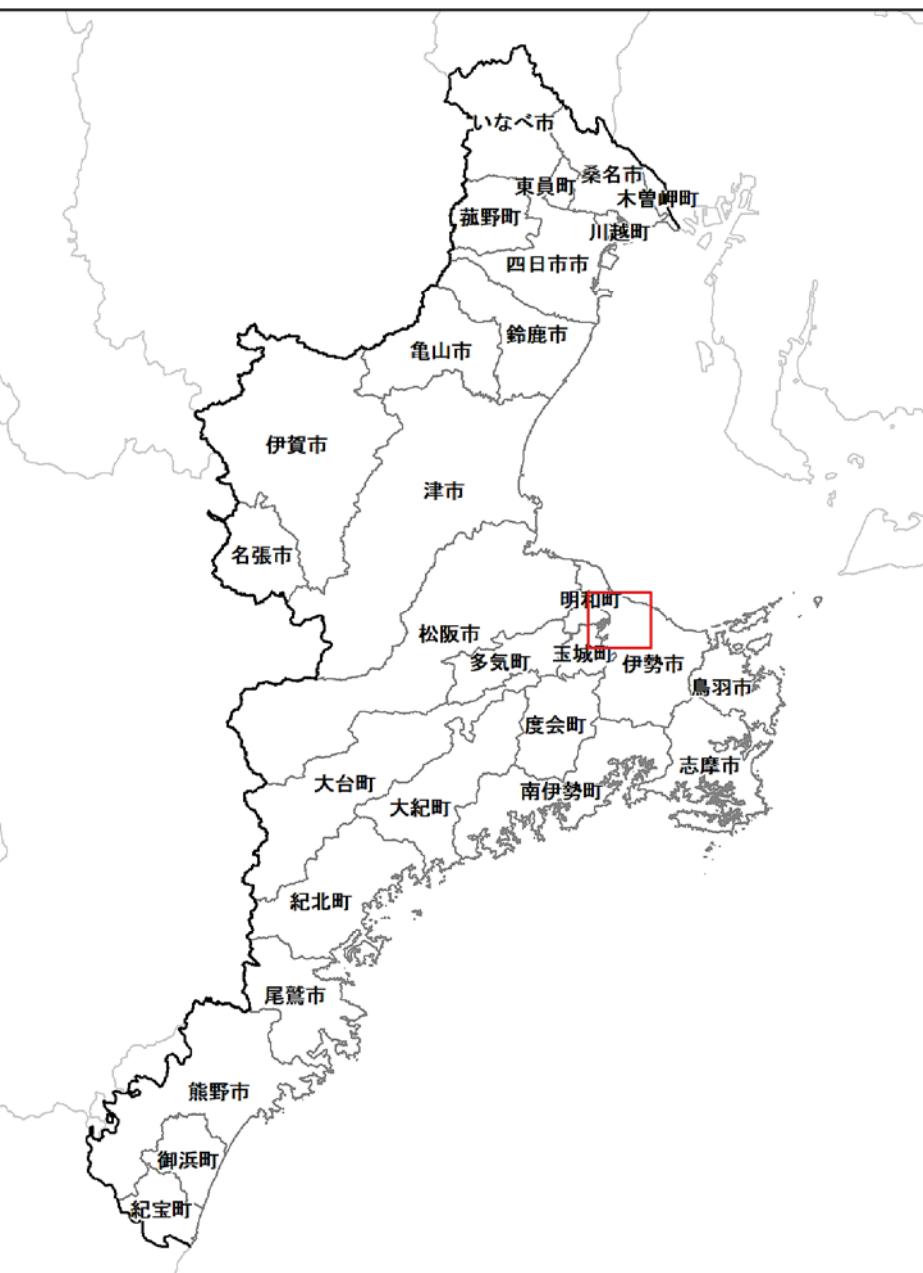 いなべ市
桑名市
東員町
木曽岬町
菰野町
川越町
四日市市
鈴鹿市
亀山市
伊賀市
津市
名張市
明和町
松阪市
玉城町
多気町
伊勢市
鳥羽市
度会町
志摩市
大台町
南伊勢町
大紀町
紀北町
尾鷲市
熊野市
御浜町
紀宝町